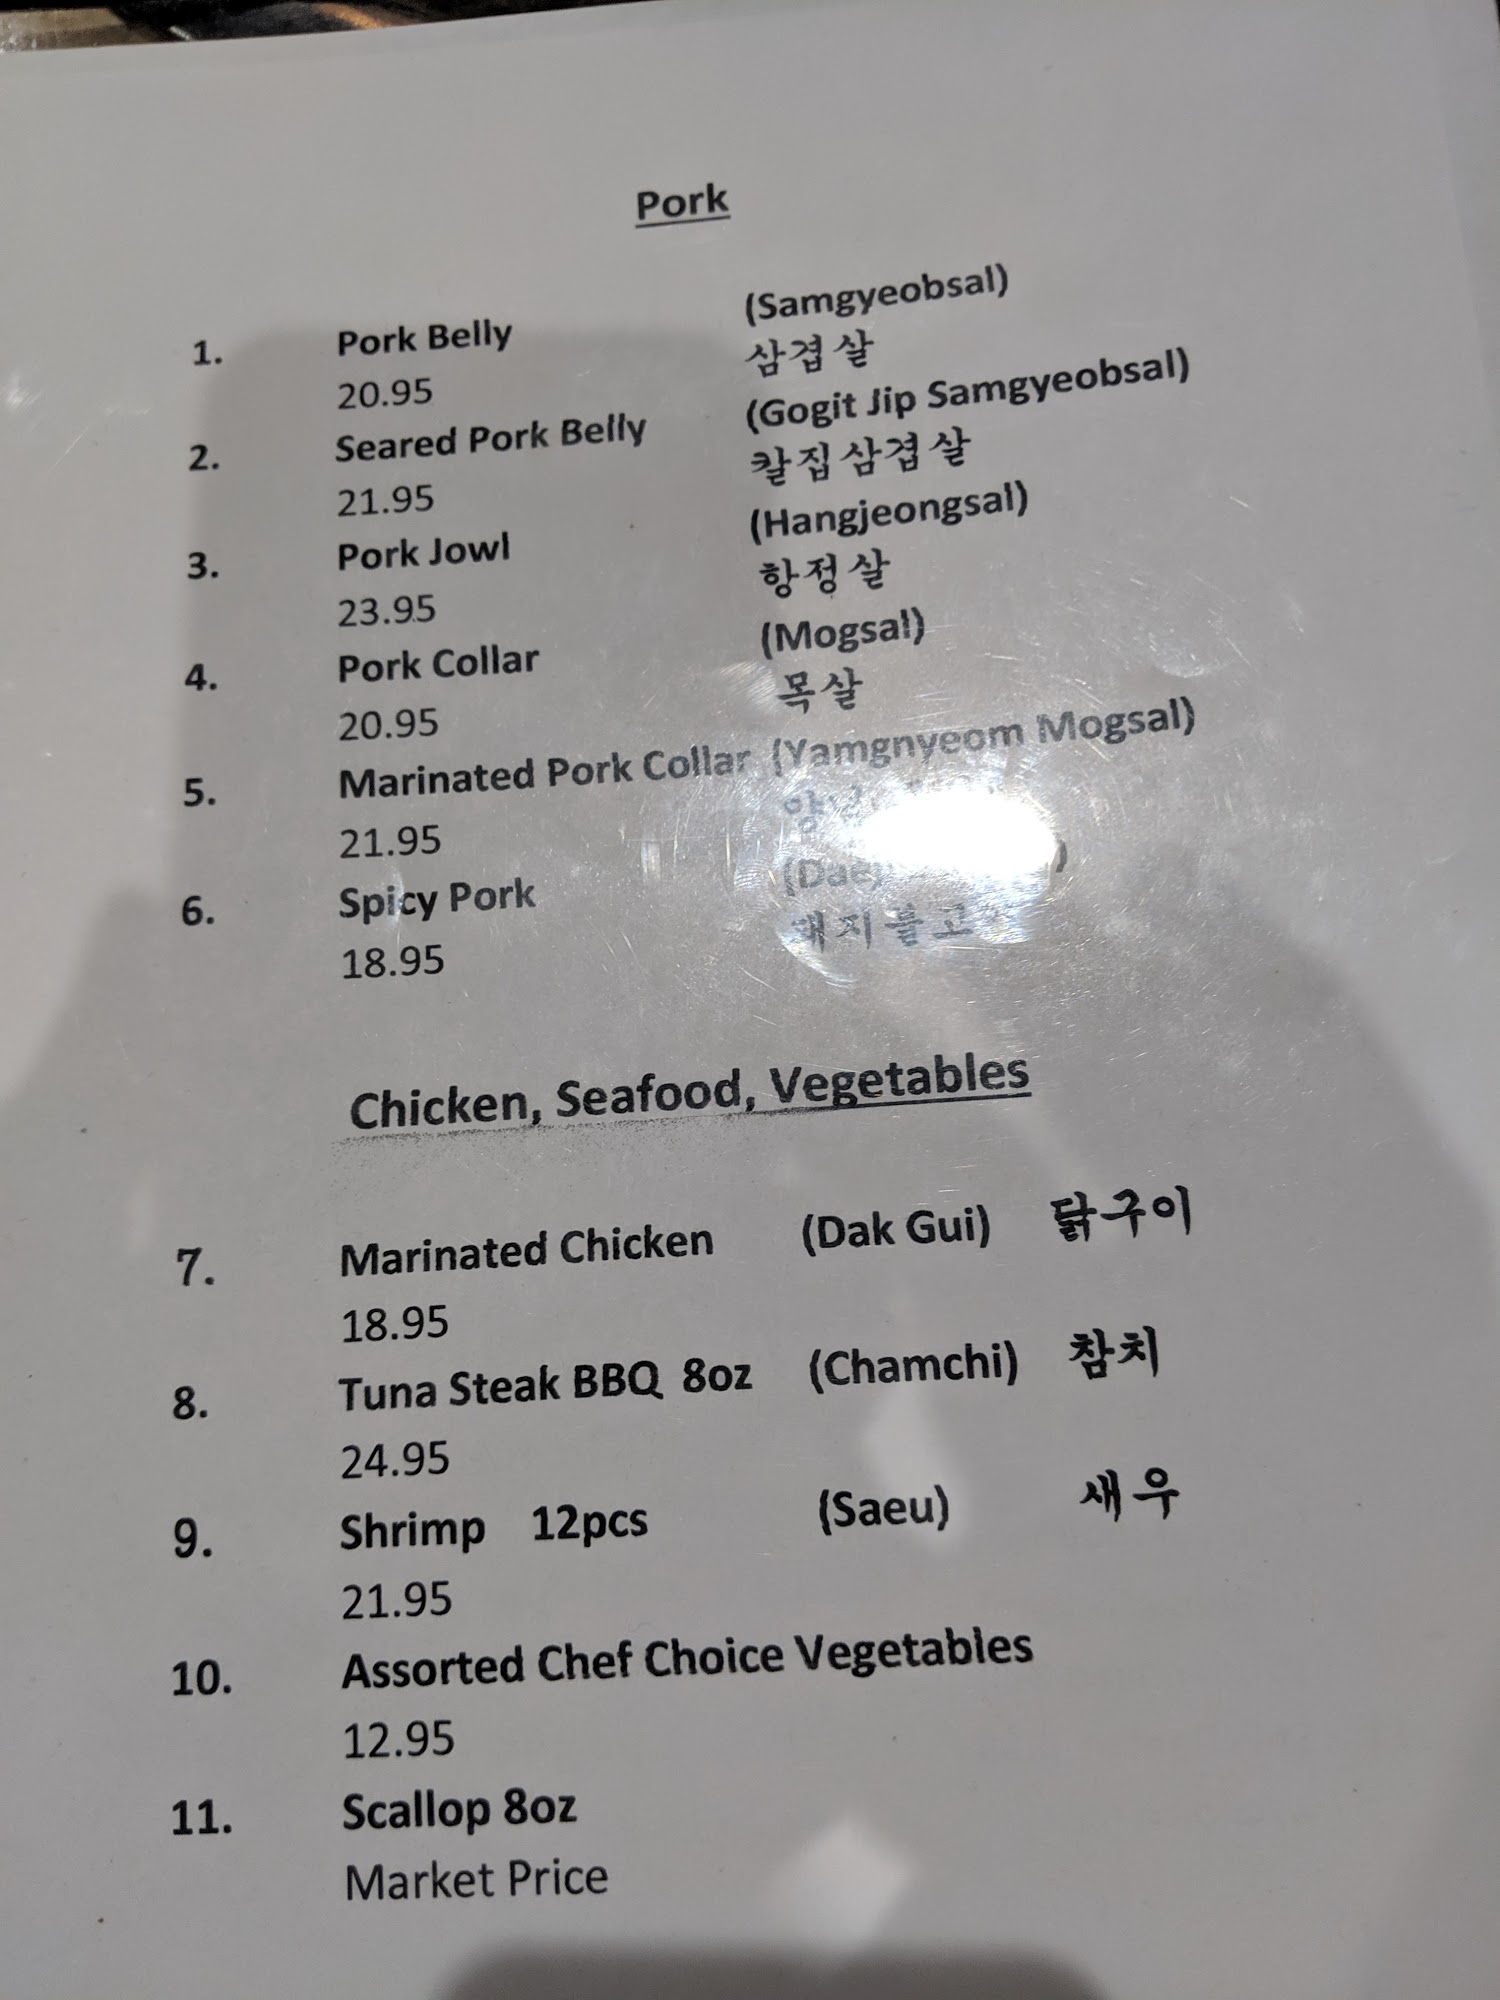 Pork
1. Pork Belly (Samgyeobsal)
20.95 삼겹살
2. Seared Pork Belly (Gogit Jip Samgyeobsal)
21.95 칼집삼겹살
3. Pork Jowl (Hangjeongsal)
23.95 항정살
4. Pork Collar (Mogsal)
20.95 목살
5. Marinated Pork Collar (Yamgnyeom Mogsal)
21.95
6. Spicy Pork
18.95
Chicken, Seafood, Vegetables
7. Marinated Chicken (Dak Gui) 닭구이
18.95
8. Tuna Steak BBQ 8oz (Chamchi) 참치
24.95
9. Shrimp 12pcs (Saeu) 새우
21.95
10. Assorted Chef Choice Vegetables
12.95
11. Scallop 8oz
Market Price